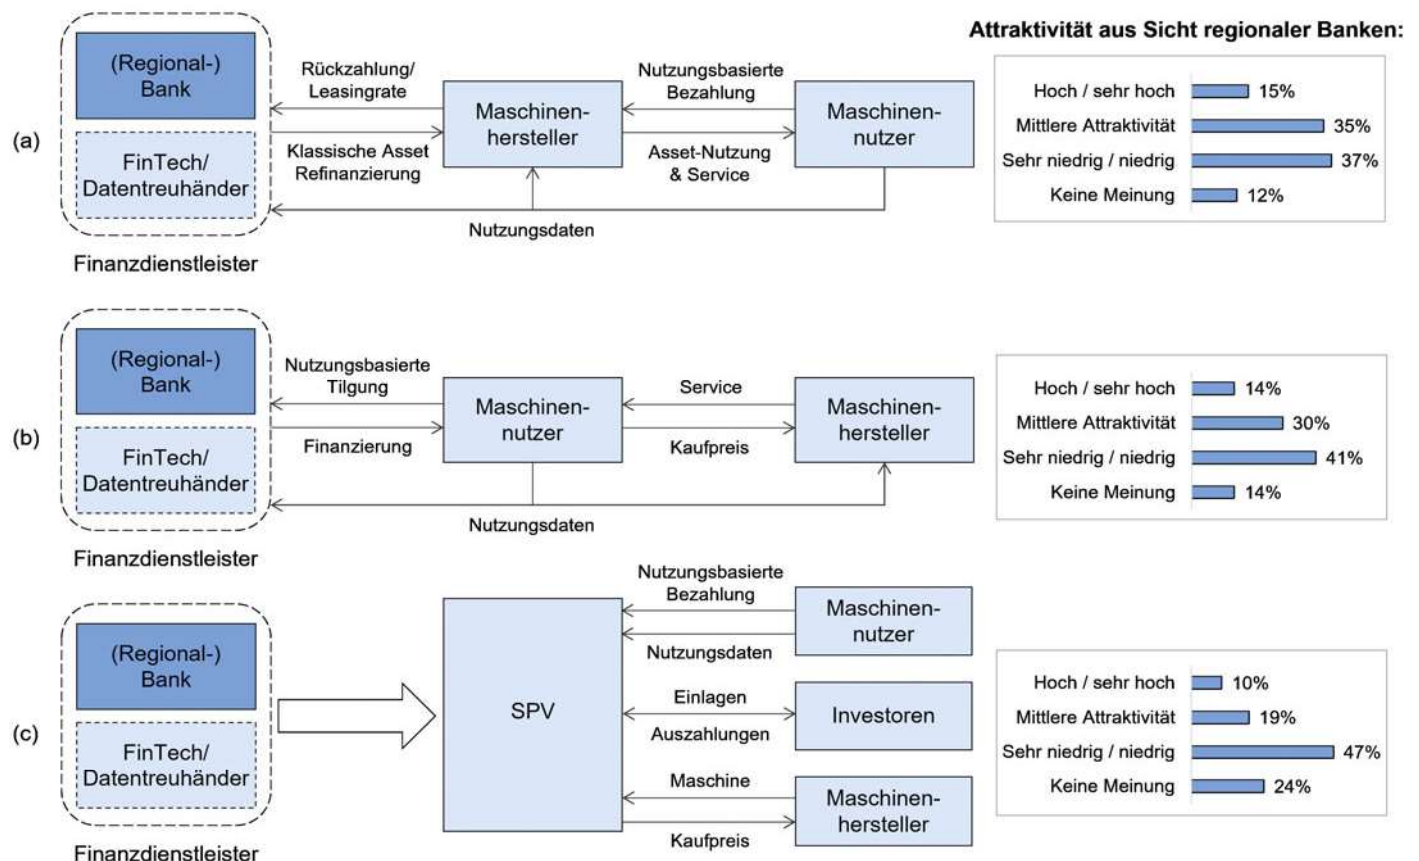 Attraktivität aus Sicht regionaler Banken:
(a)
(Regional-)
Bank
FinTech/
Datentreuhänder
Finanzdienstleister
Rückzahlung/
Leasingrate
Klassische Asset
Refinanzierung
Maschinen-
hersteller
Nutzungsbasierte
Bezahlung
Asset-Nutzung
& Service
Maschinen-
nutzer
Nutzungsdaten
Hoch / sehr hoch 15%
Mittlere Attraktivität 35%
Sehr niedrig / niedrig 37%
Keine Meinung 12%
(b)
(Regional-)
Bank
FinTech/
Datentreuhänder
Finanzdienstleister
Nutzungsbasierte
Tilgung
Finanzierung
Maschinen-
nutzer
Service
Kaufpreis
Maschinen-
hersteller
Nutzungsdaten
Hoch / sehr hoch 14%
Mittlere Attraktivität 30%
Sehr niedrig / niedrig 41%
Keine Meinung 14%
(c)
(Regional-)
Bank
FinTech/
Datentreuhänder
Finanzdienstleister
SPV
Nutzungsbasierte
Bezahlung
Nutzungsdaten
Maschinen-
nutzer
Einlagen
Auszahlungen
Investoren
Maschine
Kaufpreis
Maschinen-
hersteller
Hoch / sehr hoch 10%
Mittlere Attraktivität 19%
Sehr niedrig / niedrig 47%
Keine Meinung 24%